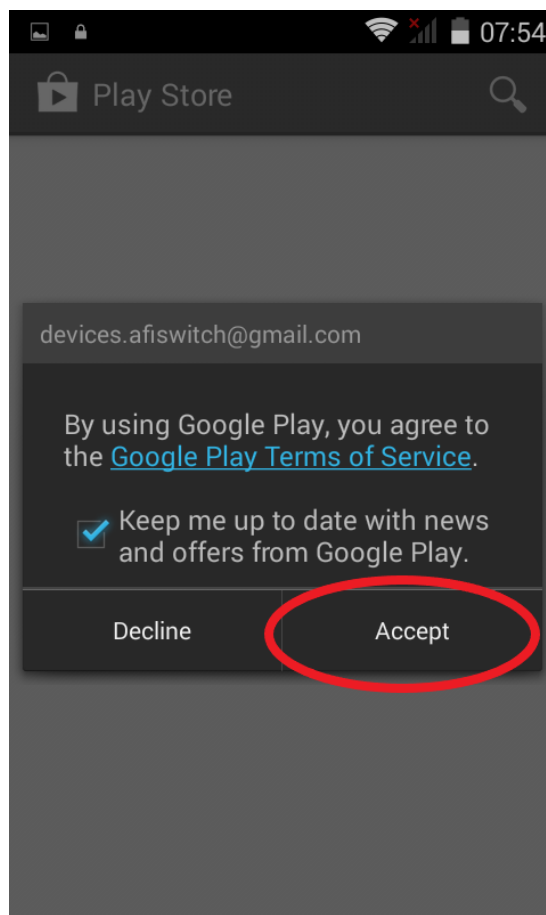 07:54
Play Store
devices.afiswitch@gmail.com
By using Google Play, you agree to
the Google Play Terms of Service.
Keep me up to date with news
and offers from Google Play.
Decline
Accept